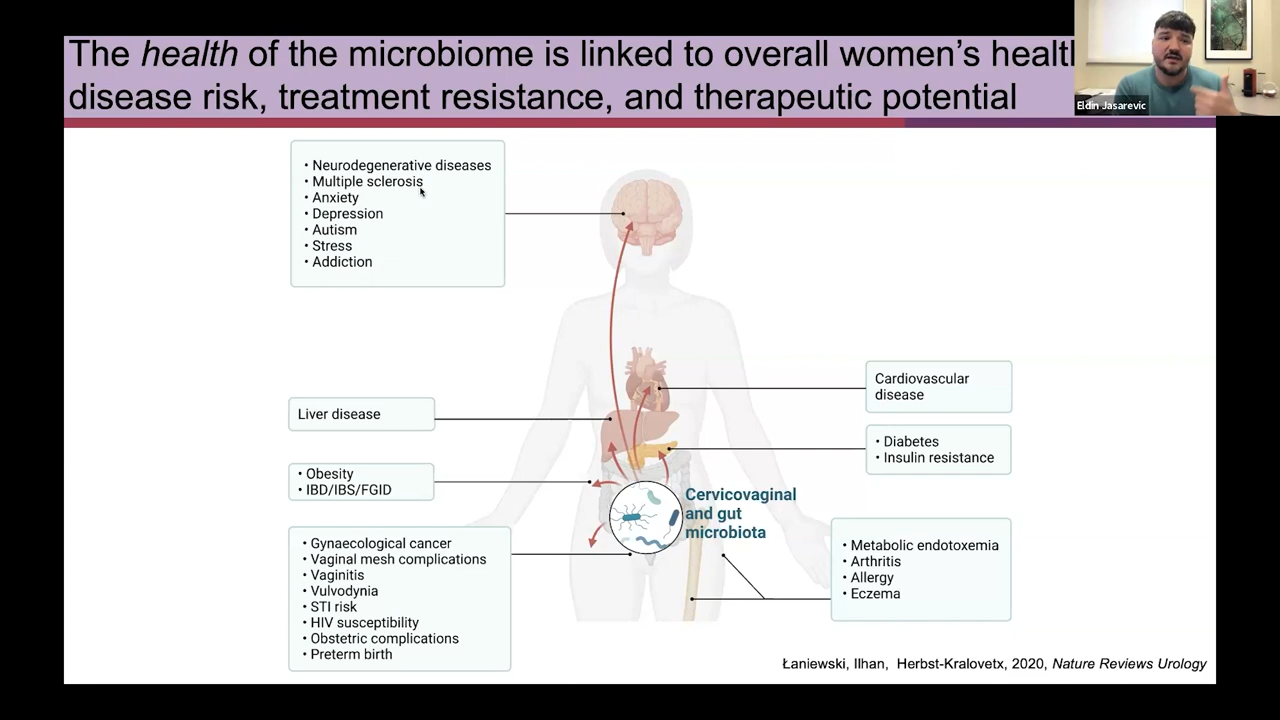 The health of the microbiome is linked to overall women's healt
disease risk, treatment resistance, and therapeutic potential
Eldin Jasarevic
• Neurodegenerative diseases
• Multiple sclerosis
• Anxiety
• Depression
• Autism
• Stress
• Addiction
Liver disease
• Obesity
• IBD/IBS/FGID
• Gynaecological cancer
• Vaginal mesh complications
• Vaginitis
• Vulvodynia
• STI risk
• HIV susceptibility
• Obstetric complications
• Preterm birth
Cervicovaginal
and gut
microbiota
Cardiovascular
disease
• Diabetes
• Insulin resistance
• Metabolic endotoxemia
• Arthritis
• Allergy
• Eczema
Łaniewski, Ilhan, Herbst-Kralovetx, 2020, Nature Reviews Urology